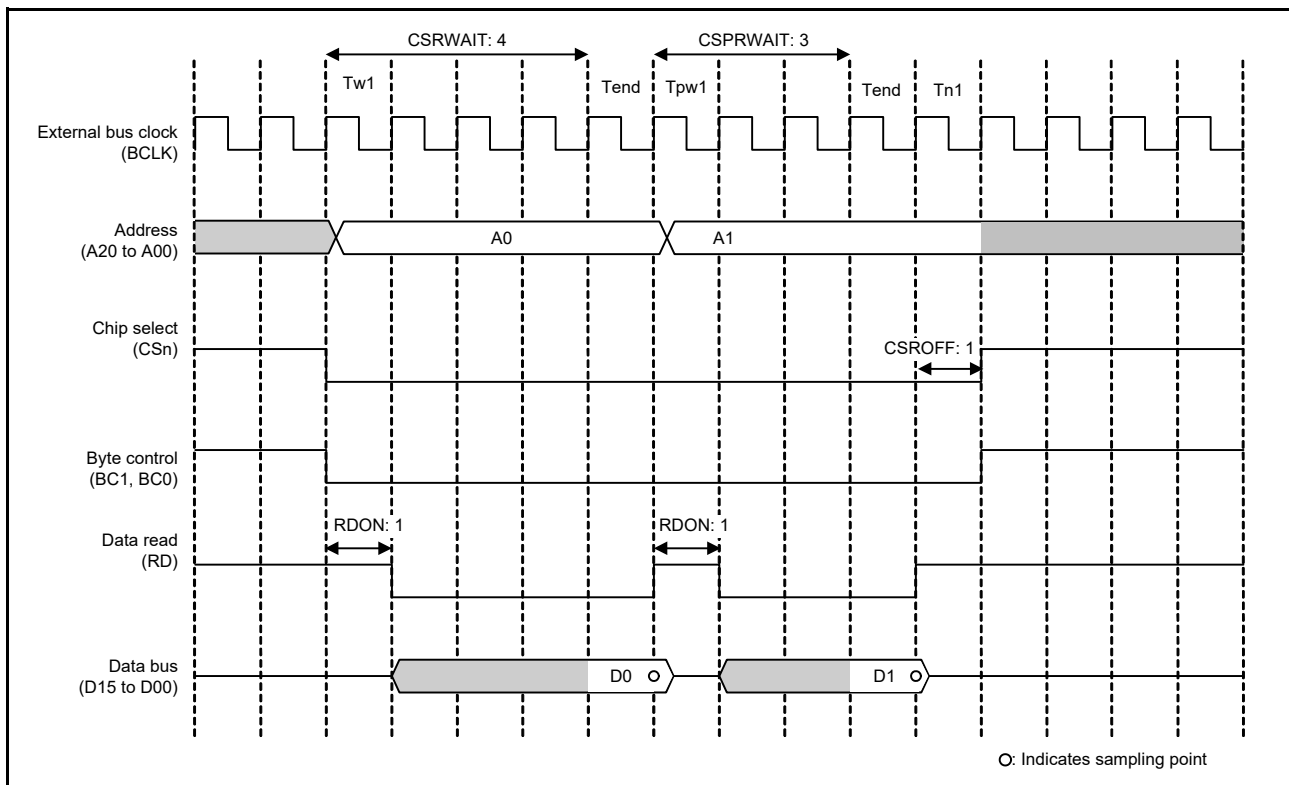 CSRWAIT: 4
CSPRWAIT: 3
Tw1
Tend
Tpw1
Tend
Tn1
External bus clock
(BCLK)
Address
(A20 to A00)
A0
A1
Chip select
(CSn)
CSROFF: 1
Byte control
(BC1, BC0)
RDON: 1
RDON: 1
Data read
(RD)
Data bus
(D15 to D00)
D0
D1
: Indicates sampling point